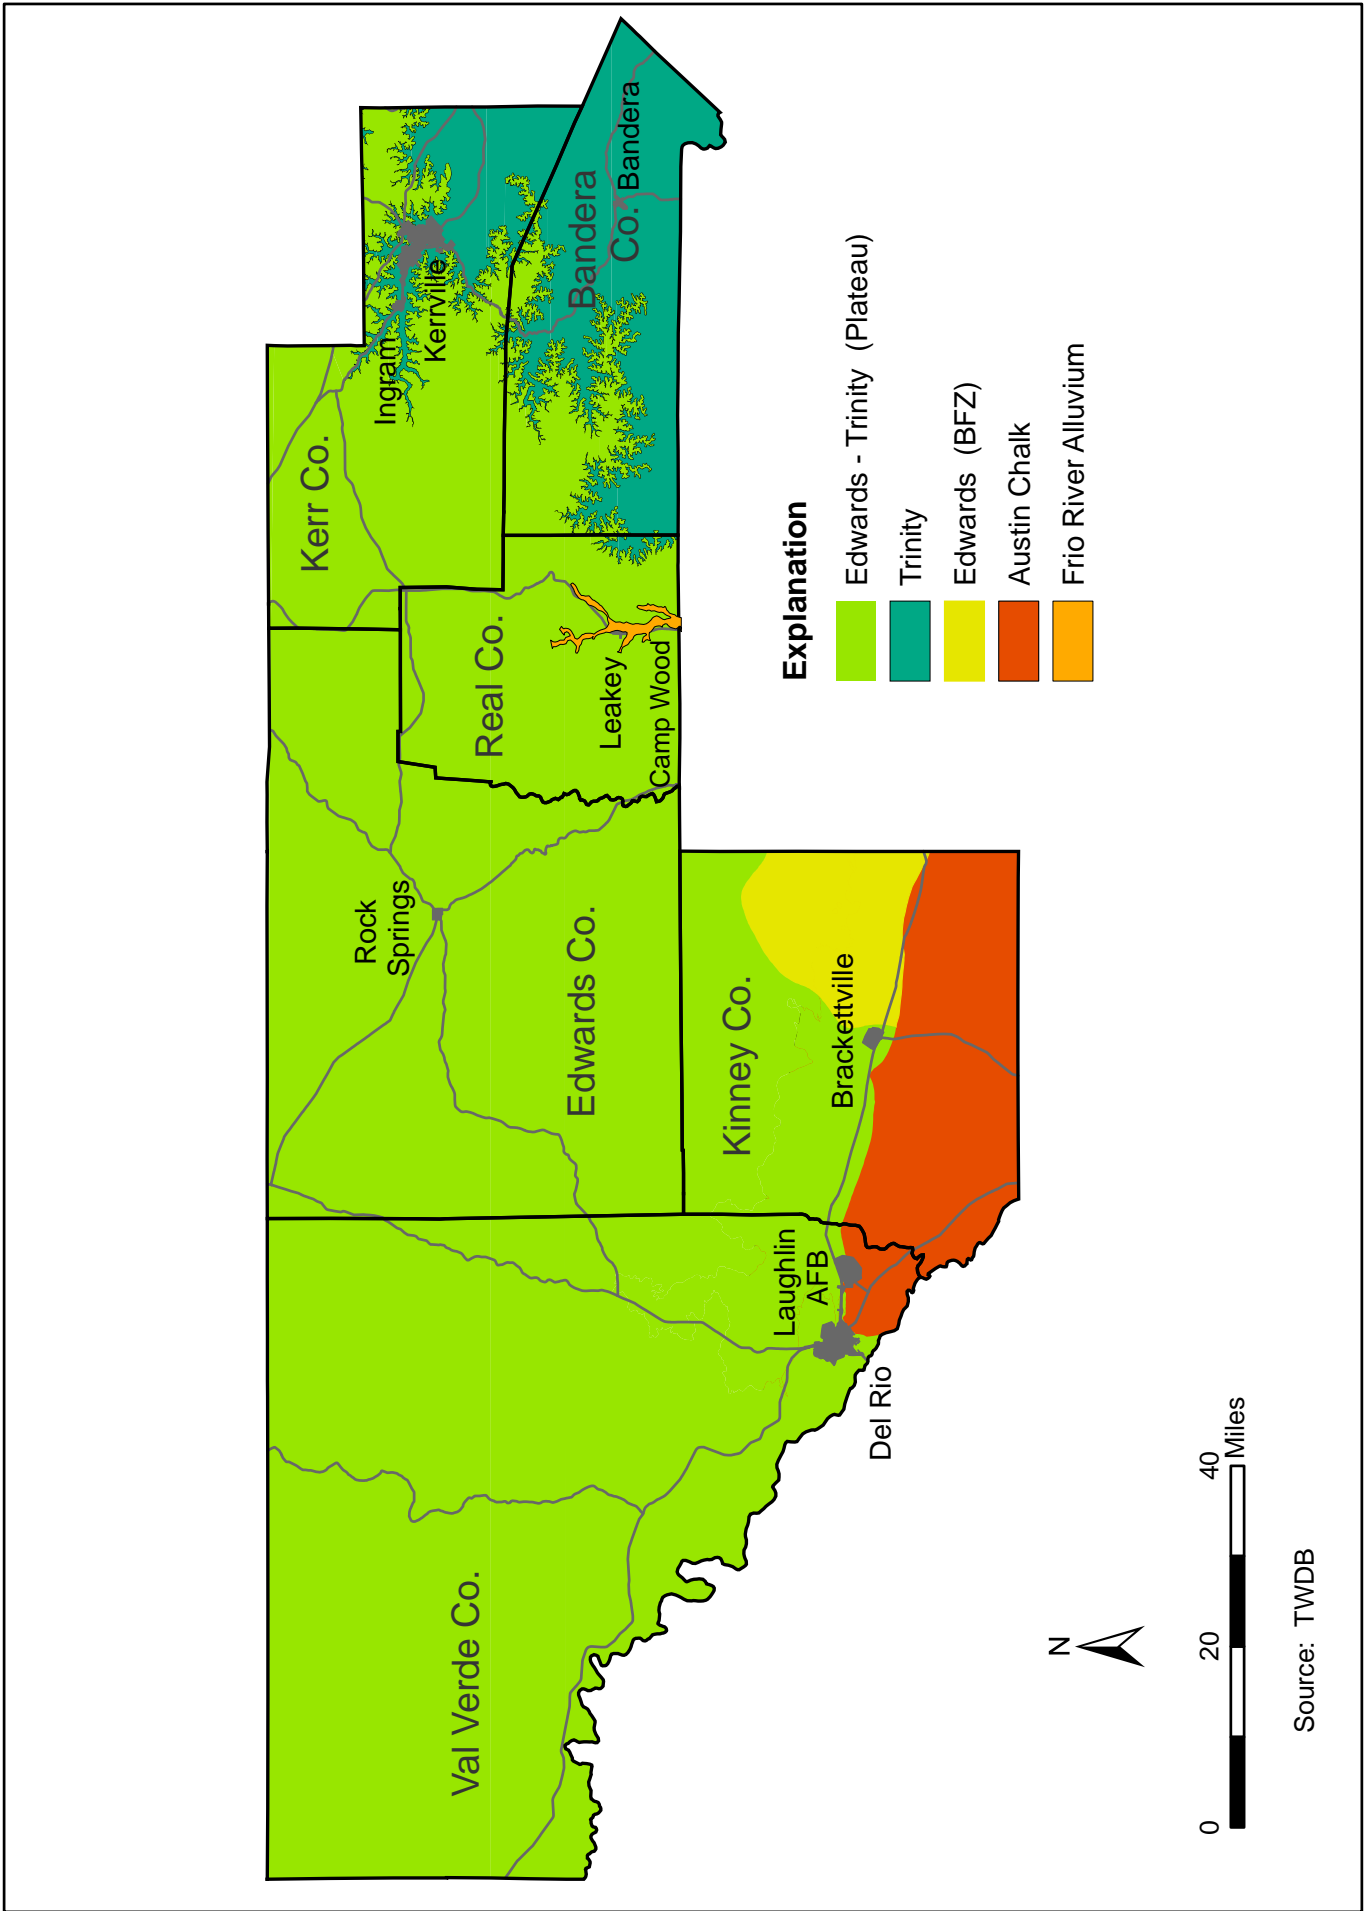 Val Verde Co.
Edwards Co.
Rock
Springs
Kerr Co.
Ingram
Kerrville
Real Co.
Leakey
Camp Wood
Bandera
Co.
Bandera
Kinney Co.
Brackettville
Laughlin
AFB
Del Rio
Explanation
Edwards - Trinity (Plateau)
Trinity
Edwards (BFZ)
Austin Chalk
Frio River Alluvium
N
0 20 40
Miles
Source: TWDB